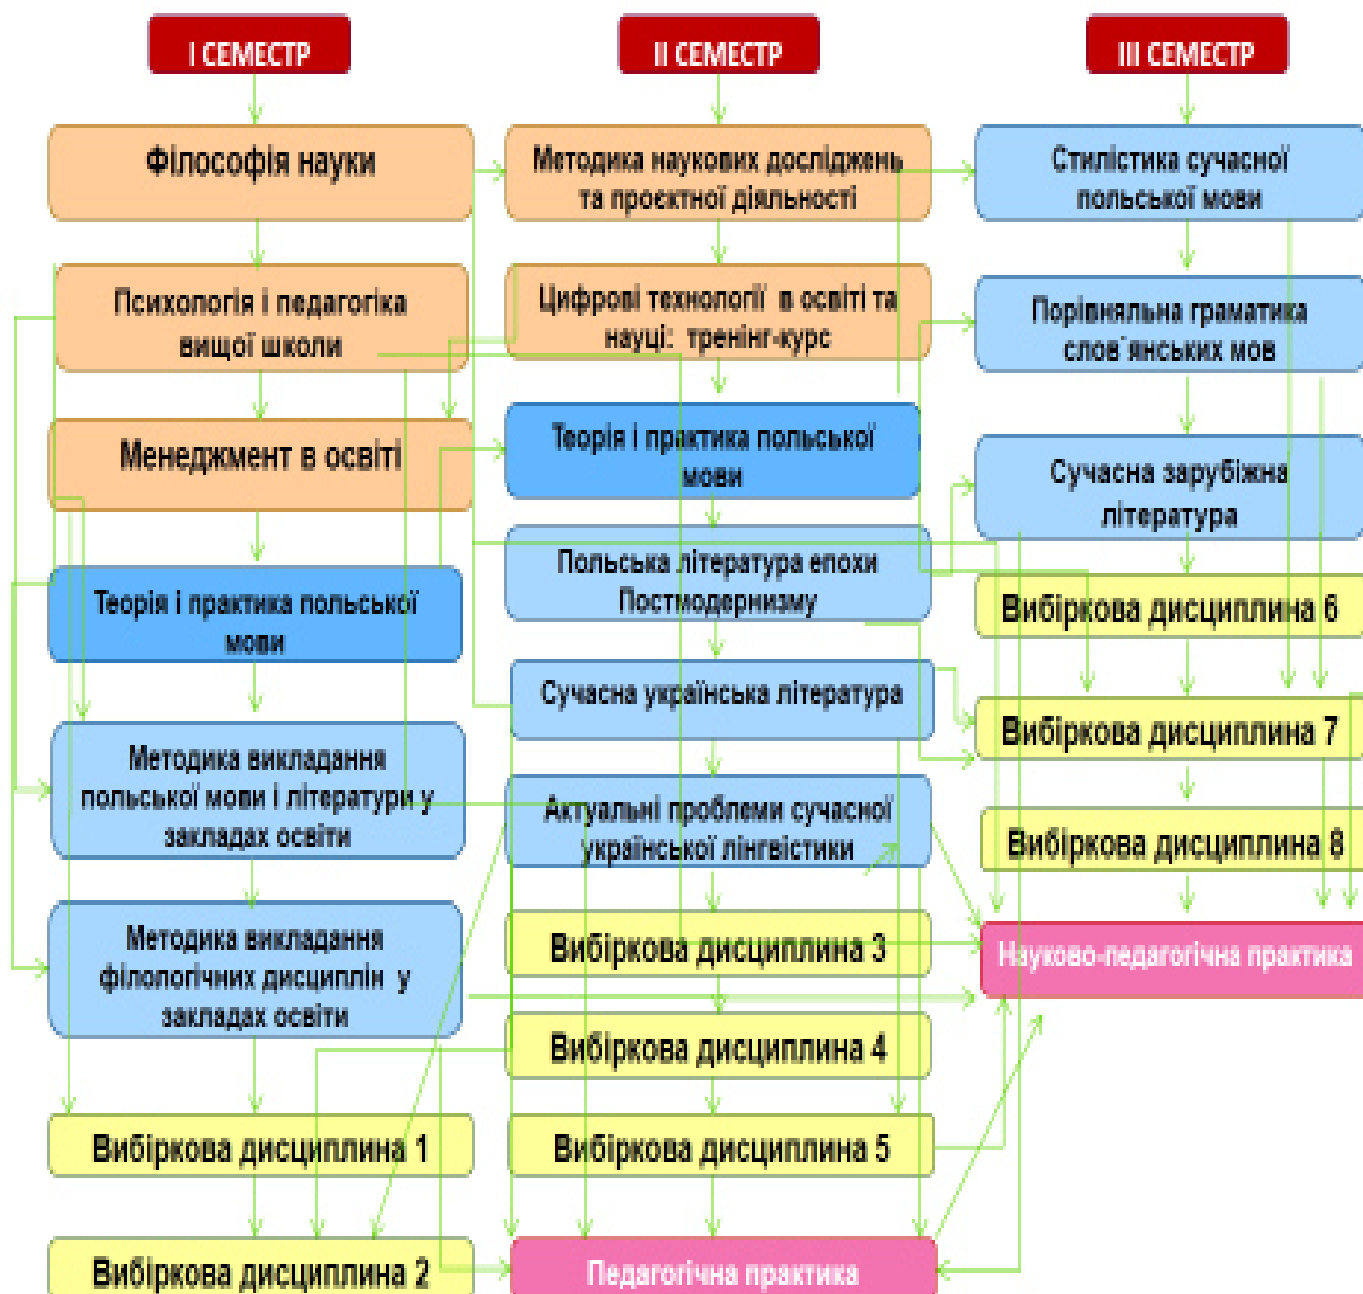 І СЕМЕСТР
Філософія науки
Психологія і педагогіка
вищої школи
Менеджмент в освіті
Теорія і практика польської
мови
Методика викладання
польської мови і літератури у
закладах освіти
Методика викладання
філологічних дисциплін у
закладах освіти
Вибіркова дисципліна 1
Вибіркова дисципліна 2
ІІ СЕМЕСТР
Методика наукових досліджень
та проєктної діяльності
Цифрові технології в освіті та
науці: тренінг-курс
Теорія і практика польської
мови
Польська література епохи
Постмодернизму
Сучасна українська література
Актуальні проблеми сучасної
української лінгвістики
Вибіркова дисципліна 3
Вибіркова дисципліна 4
Вибіркова дисципліна 5
Педагогічна практика
ІІІ СЕМЕСТР
Стилістика сучасної
польської мови
Порівняльна граматика
слов`янських мов
Сучасна зарубіжна
література
Вибіркова дисципліна 6
Вибіркова дисципліна 7
Вибіркова дисципліна 8
Науково-педагогічна практика